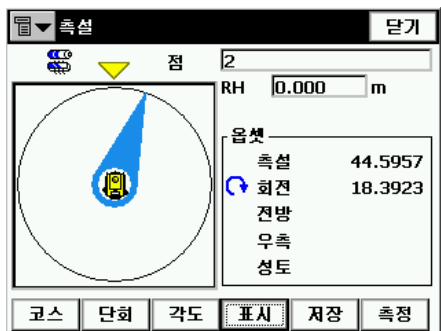 측설 닫기
점 2
RH 0.000 m
옵셋
측설 44.5957
회전 18.3923
전방
우측
성토
코스 단회 각도 표시 저장 측정